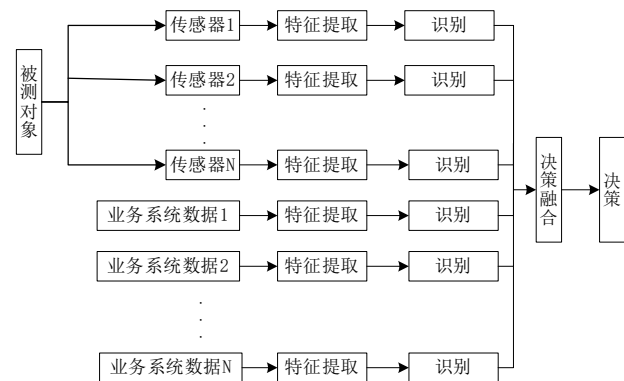 被测对象
传感器1
特征提取
识别
传感器2
特征提取
识别
传感器N
特征提取
识别
业务系统数据1
特征提取
识别
业务系统数据2
特征提取
识别
业务系统数据N
特征提取
识别
决策融合
决策